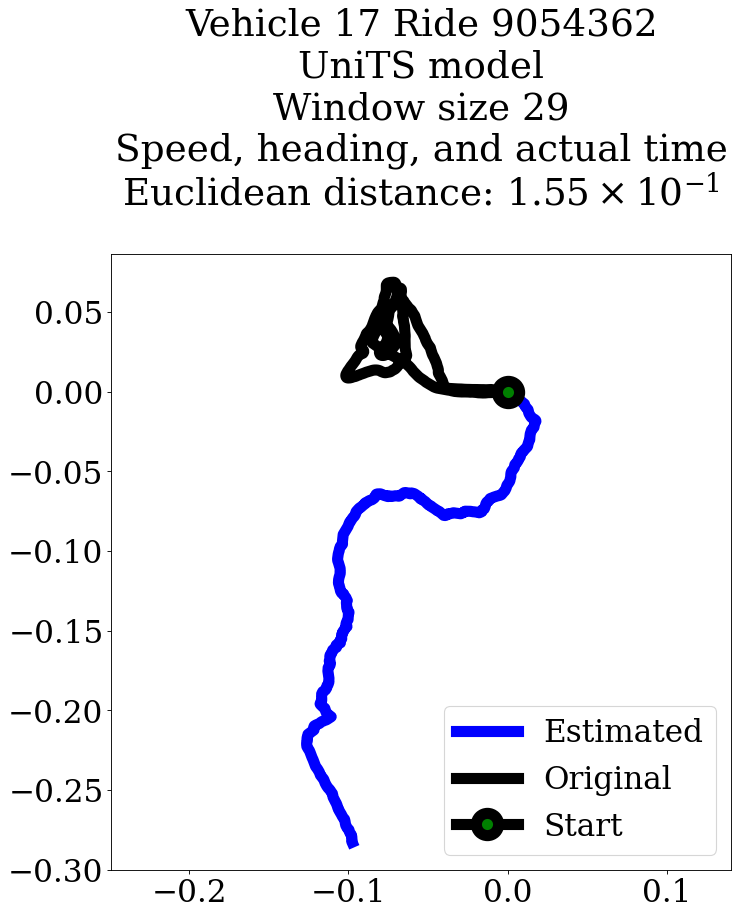 Vehicle 17 Ride 9054362
UniTS model
Window size 29
Speed, heading, and actual time
Euclidean distance: 1.55 × 10⁻¹
0.05
0.00
−0.05
−0.10
−0.15
−0.20
−0.25
−0.30
Estimated
Original
Start
−0.2 −0.1 0.0 0.1